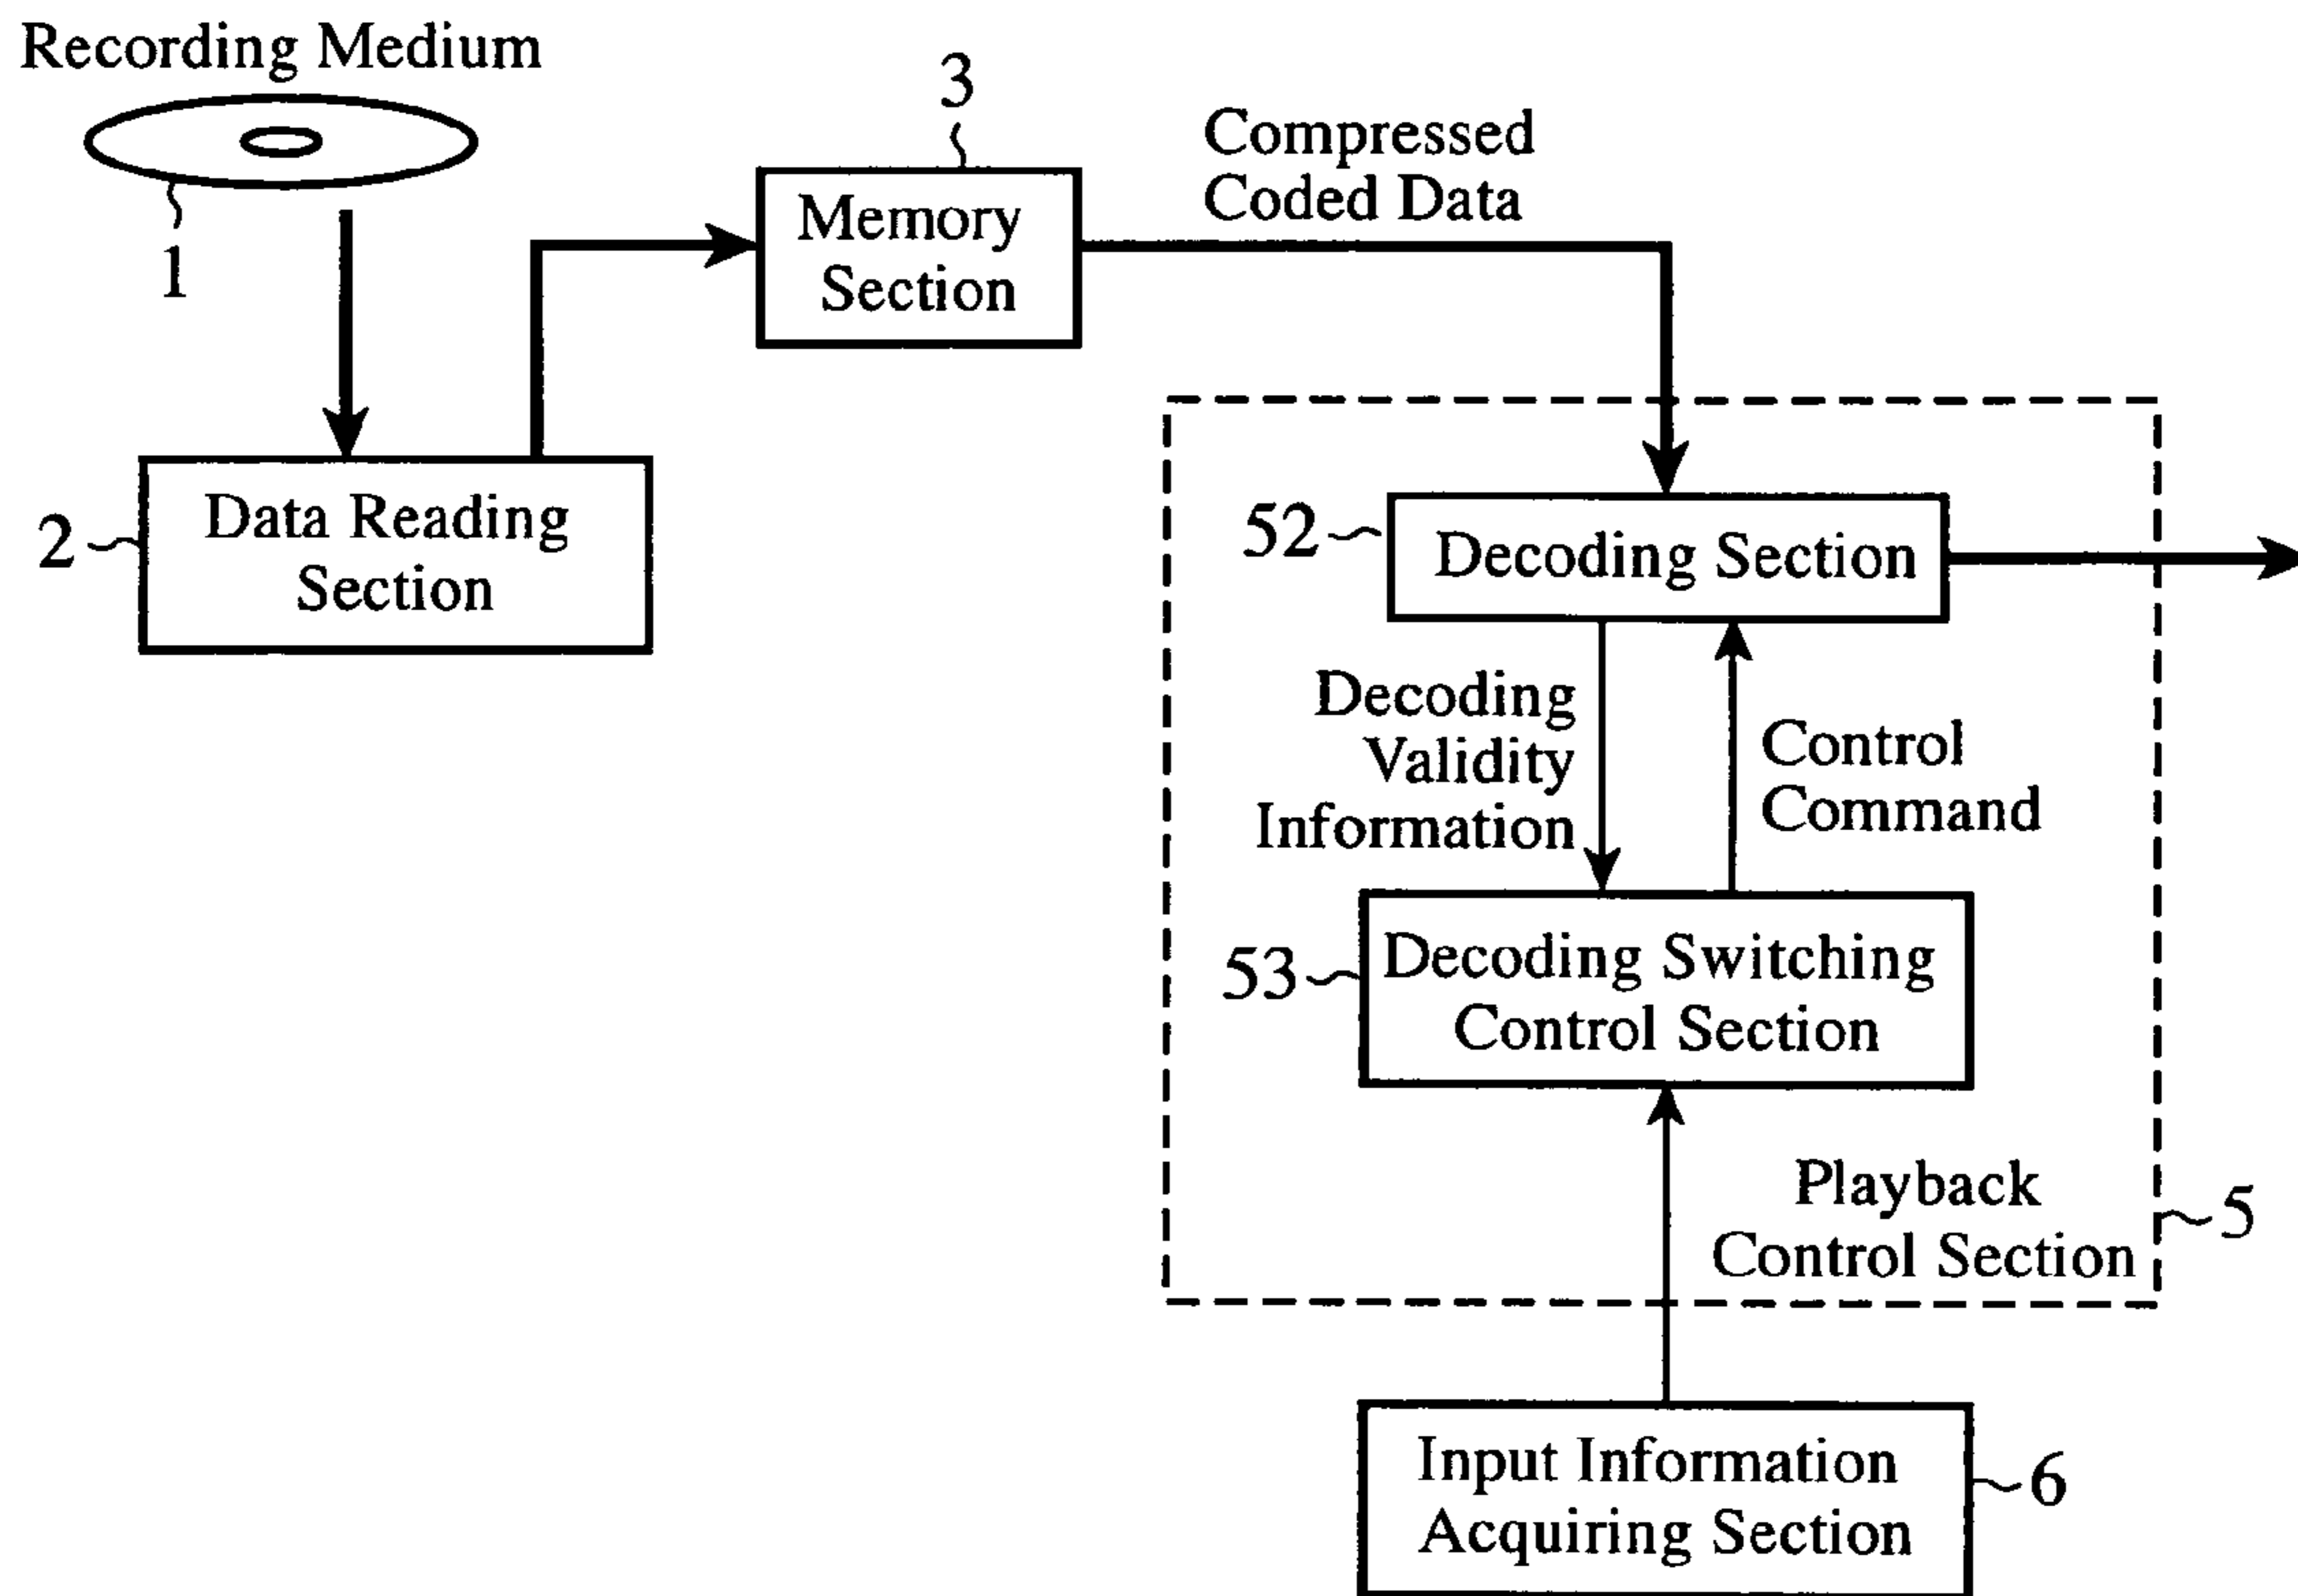 Recording Medium
1
2
Data Reading
Section
3
Memory
Section
Compressed
Coded Data
52
Decoding Section
Decoding
Validity
Information
Control
Command
53
Decoding Switching
Control Section
Playback
Control Section
5
Input Information
Acquiring Section
6